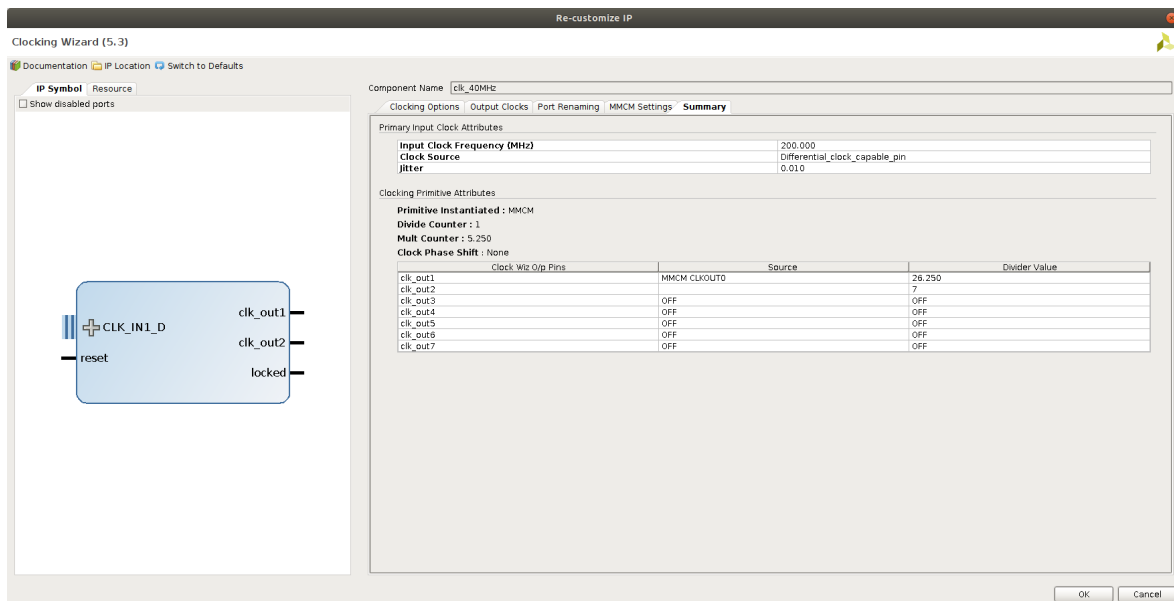 Re-customize IP
Clocking Wizard (5.3)
Documentation IP Location Switch to Defaults
IP Symbol Resource
Show disabled ports
CLK_IN1_D
reset
clk_out1
clk_out2
locked
Component Name clk_40MHz
Clocking Options Output Clocks Port Renaming MMCM Settings Summary
Primary Input Clock Attributes
Input Clock Frequency (MHz) 200.000
Clock Source Differential_clock_capable_pin
Jitter 0.010
Clocking Primitive Attributes
Primitive Instantiated : MMCM
Divide Counter : 1
Mult Counter : 5.250
Clock Phase Shift : None
Clock Wiz O/p Pins Source Divider Value
clk_out1 MMCM CLKOUT0 26.250
clk_out2 7
clk_out3 OFF OFF
clk_out4 OFF OFF
clk_out5 OFF OFF
clk_out6 OFF OFF
clk_out7 OFF OFF
OK Cancel